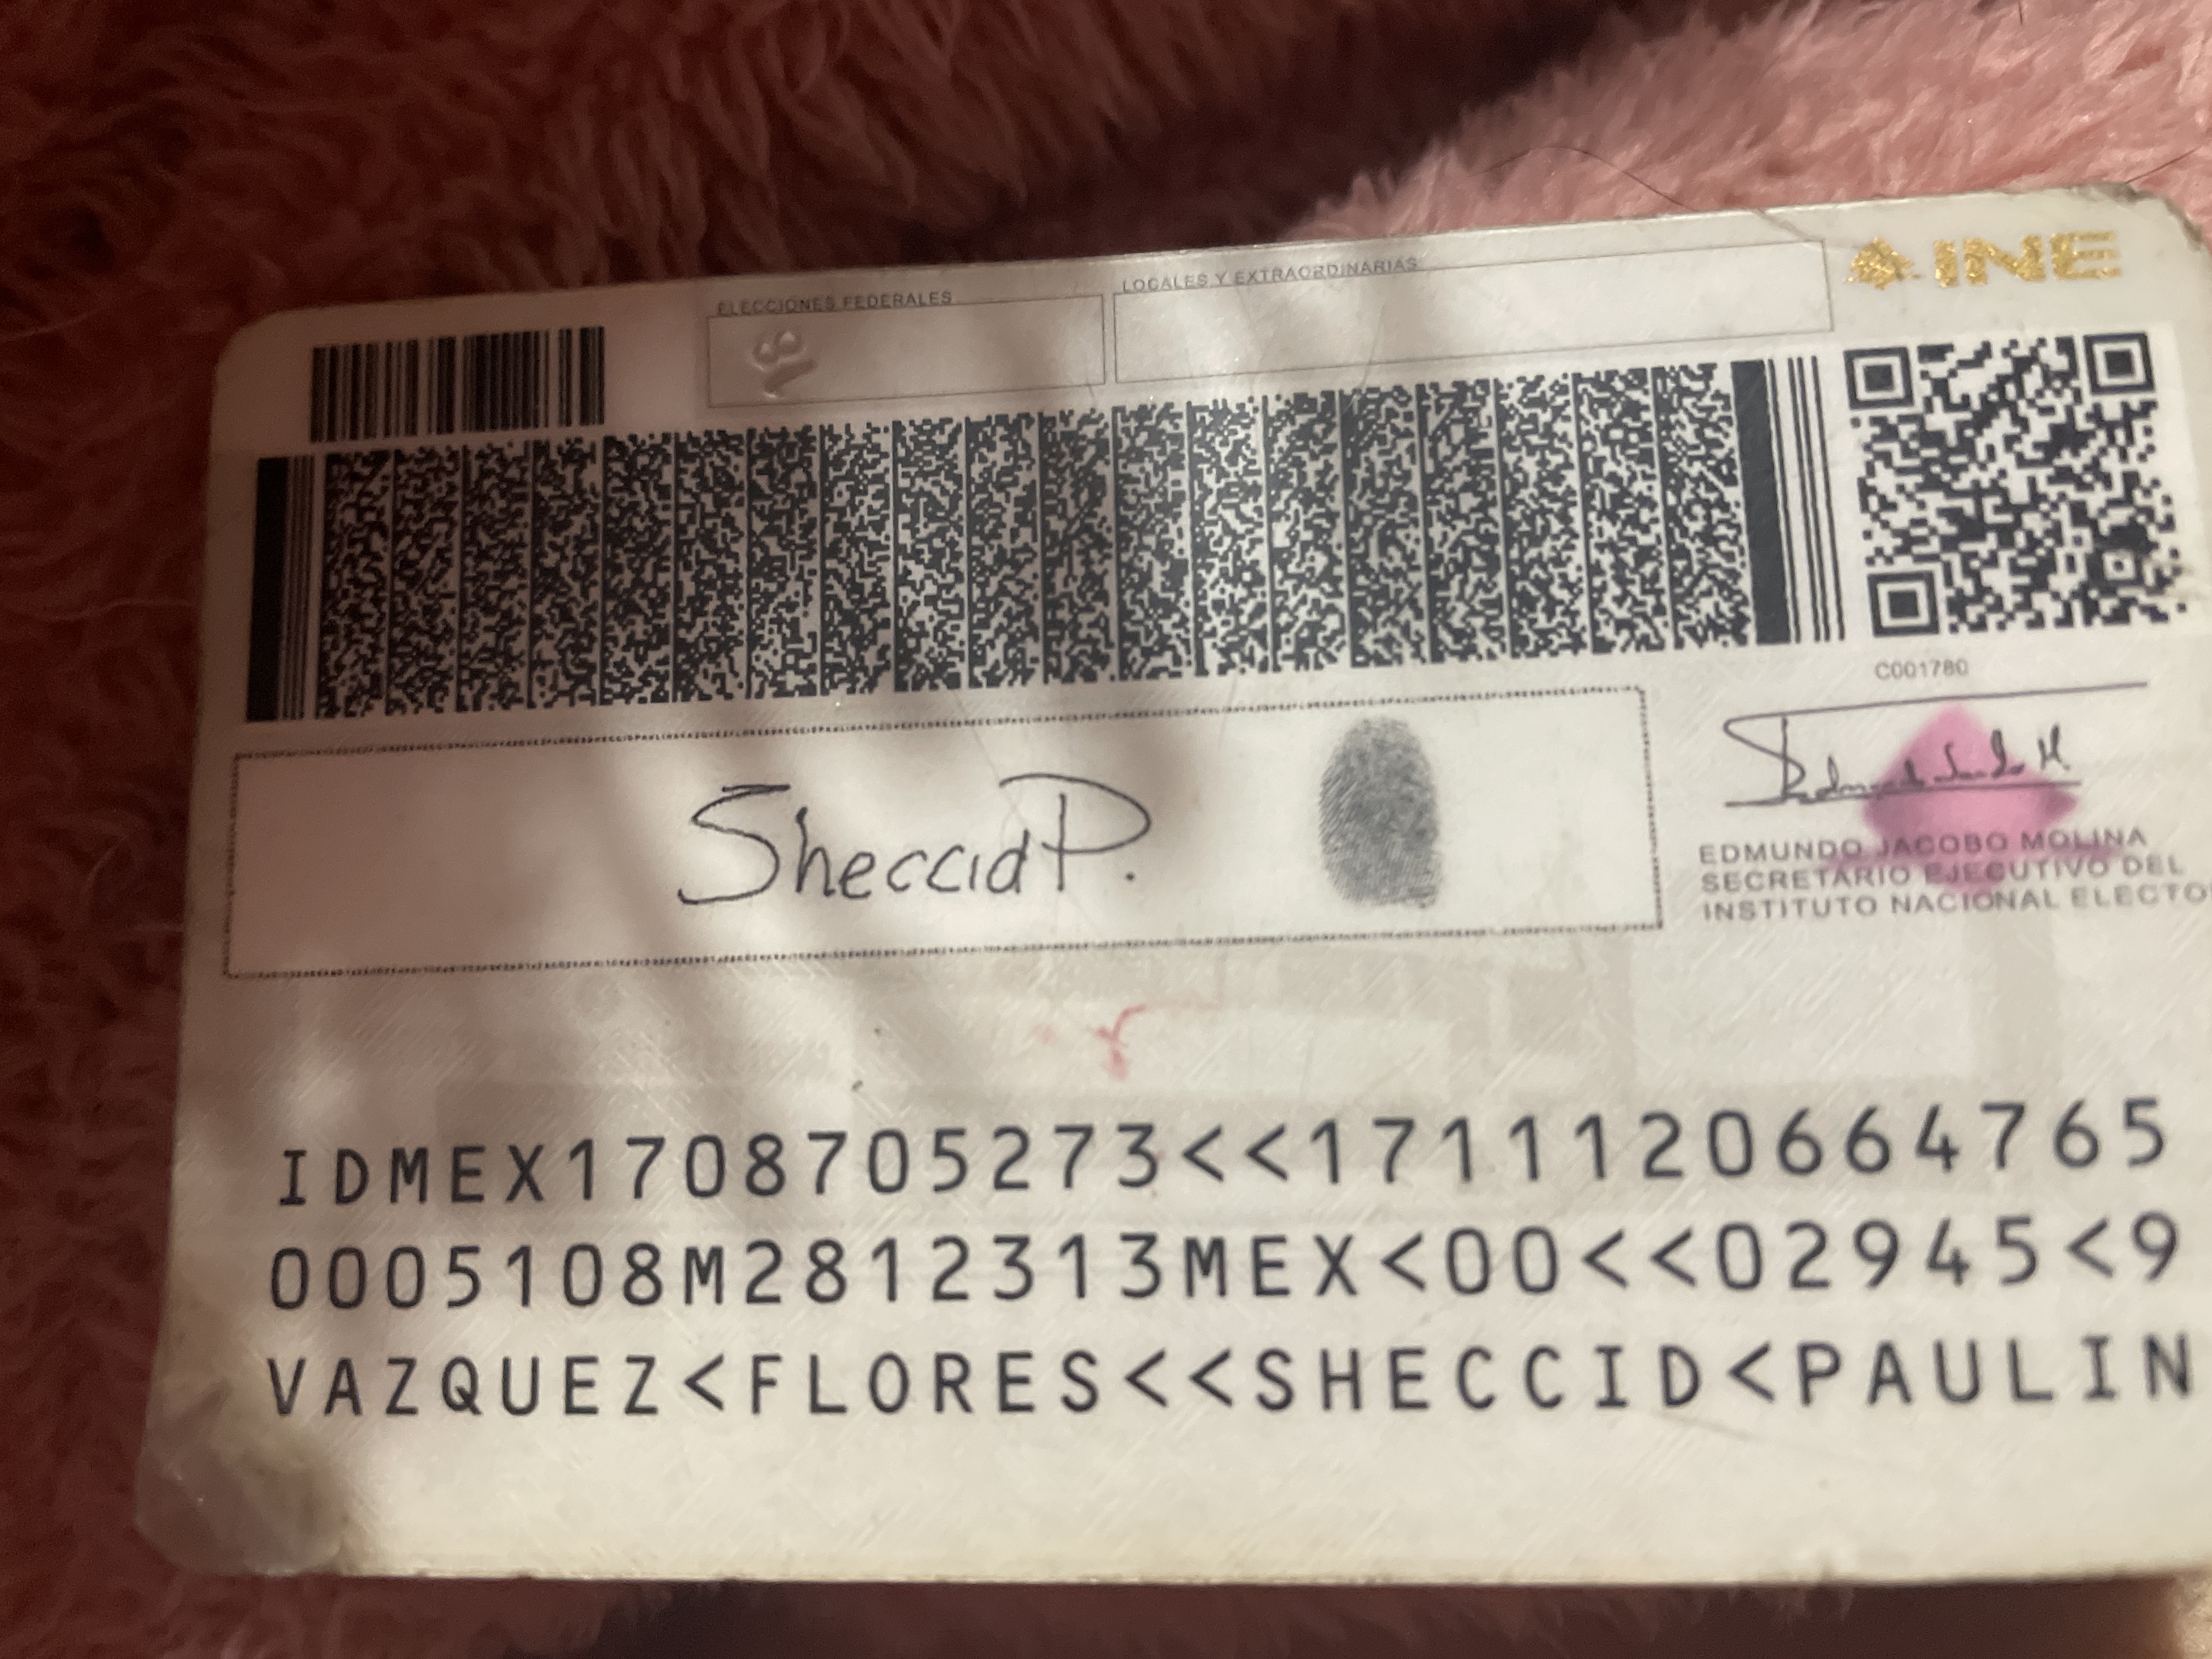 ELECCIONES FEDERALES
LOCALES Y EXTRAORDINARIAS
INE
18
C001780
Sheccid P.
EDMUNDO JACOBO MOLINA
SECRETARIO EJECUTIVO DEL
INSTITUTO NACIONAL ELECTO
IDMEX1708705273<<1711120664765
0005108M2812313MEX<00<<02945<9
VAZQUEZ<FLORES<<SHECCID<PAULIN